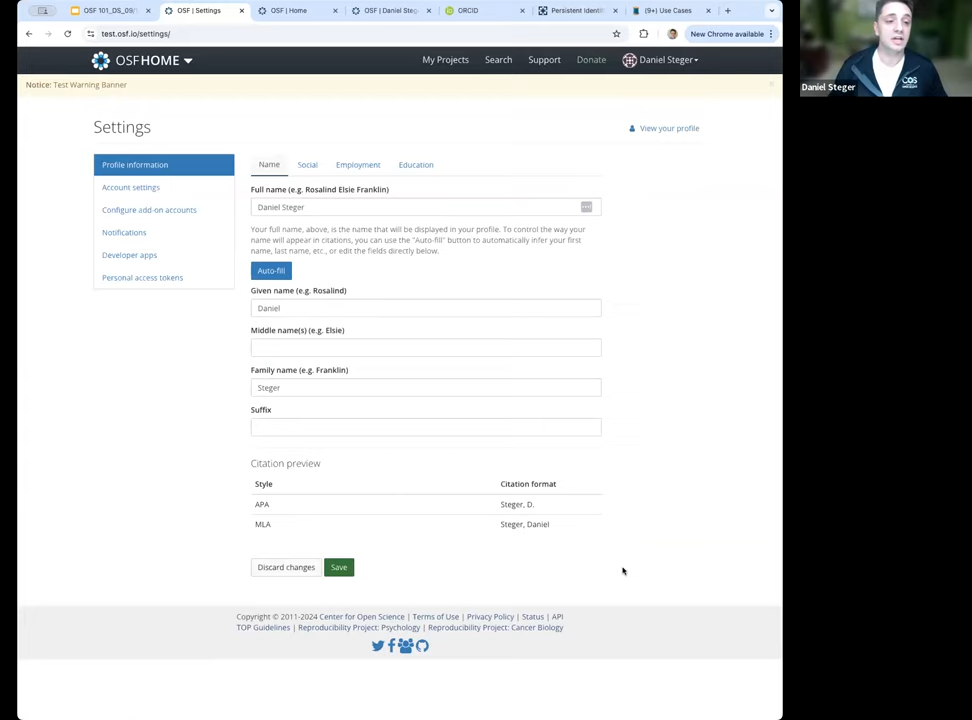 OSF 101_DS_09/
OSF | Settings
OSF | Home
OSF | Daniel Steg
ORCID
Persistent Identif
(9+) Use Cases
test.osf.io/settings/
New Chrome available
OSFHOME
My Projects
Search
Support
Donate
Daniel Steger
Notice: Test Warning Banner
Settings
View your profile
Profile information
Account settings
Configure add-on accounts
Notifications
Developer apps
Personal access tokens
Name
Social
Employment
Education
Full name (e.g. Rosalind Elsie Franklin)
Daniel Steger
Your full name, above, is the name that will be displayed in your profile. To control the way your
name will appear in citations, you can use the "Auto-fill" button to automatically infer your first
name, last name, etc., or edit the fields directly below.
Auto-fill
Given name (e.g. Rosalind)
Daniel
Middle name(s) (e.g. Elsie)
Family name (e.g. Franklin)
Steger
Suffix
Citation preview
Style
Citation format
APA
Steger, D.
MLA
Steger, Daniel
Discard changes
Save
Copyright © 2011-2024 Center for Open Science | Terms of Use | Privacy Policy | Status | API
TOP Guidelines | Reproducibility Project: Psychology | Reproducibility Project: Cancer Biology
COS
Daniel Steger